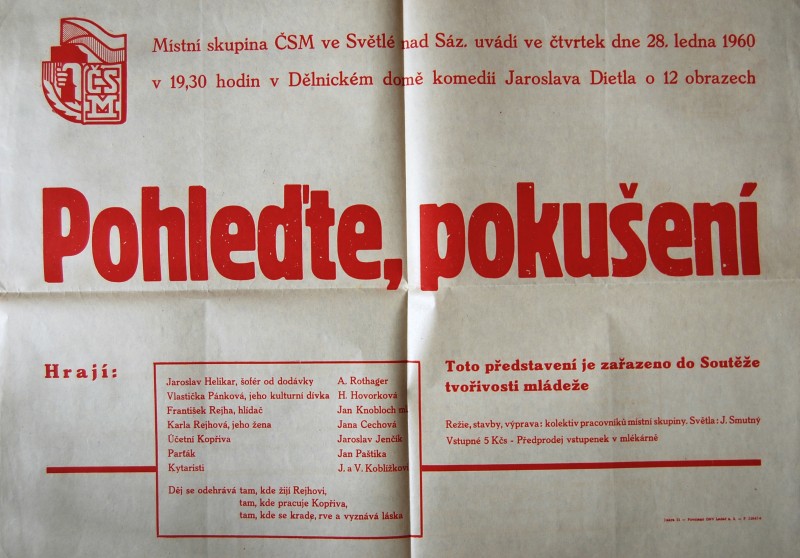 ČSM
Místní skupina ČSM ve Světlé nad Sáz. uvádí ve čtvrtek dne 28. ledna 1960
v 19,30 hodin v Dělnickém domě komedii Jaroslava Dietla o 12 obrazech
Pohleďte, pokušení
Hrají:
Jaroslav Helikar, šofér od dodávky A. Rothager
Vlastička Pánková, jeho kulturní dívka H. Hovorková
František Rejha, hlídač Jan Knobloch ml
Karla Rejhová, jeho žena Jana Cechová
Účetní Kopřiva Jaroslav Jenčík
Parťák Jan Paštika
Kytaristi J. a V. Koblížkovi
Děj se odehrává tam, kde žijí Rejhovi,
tam, kde pracuje Kopřiva,
tam, kde se krade, rve a vyznává láska
Toto představení je zařazeno do Soutěže
tvořivosti mládeže
Režie, stavby, výprava: kolektiv pracovníků místní skupiny. Světla: J. Smutný
Vstupné 5 Kčs - Předprodej vstupenek v mlékárně